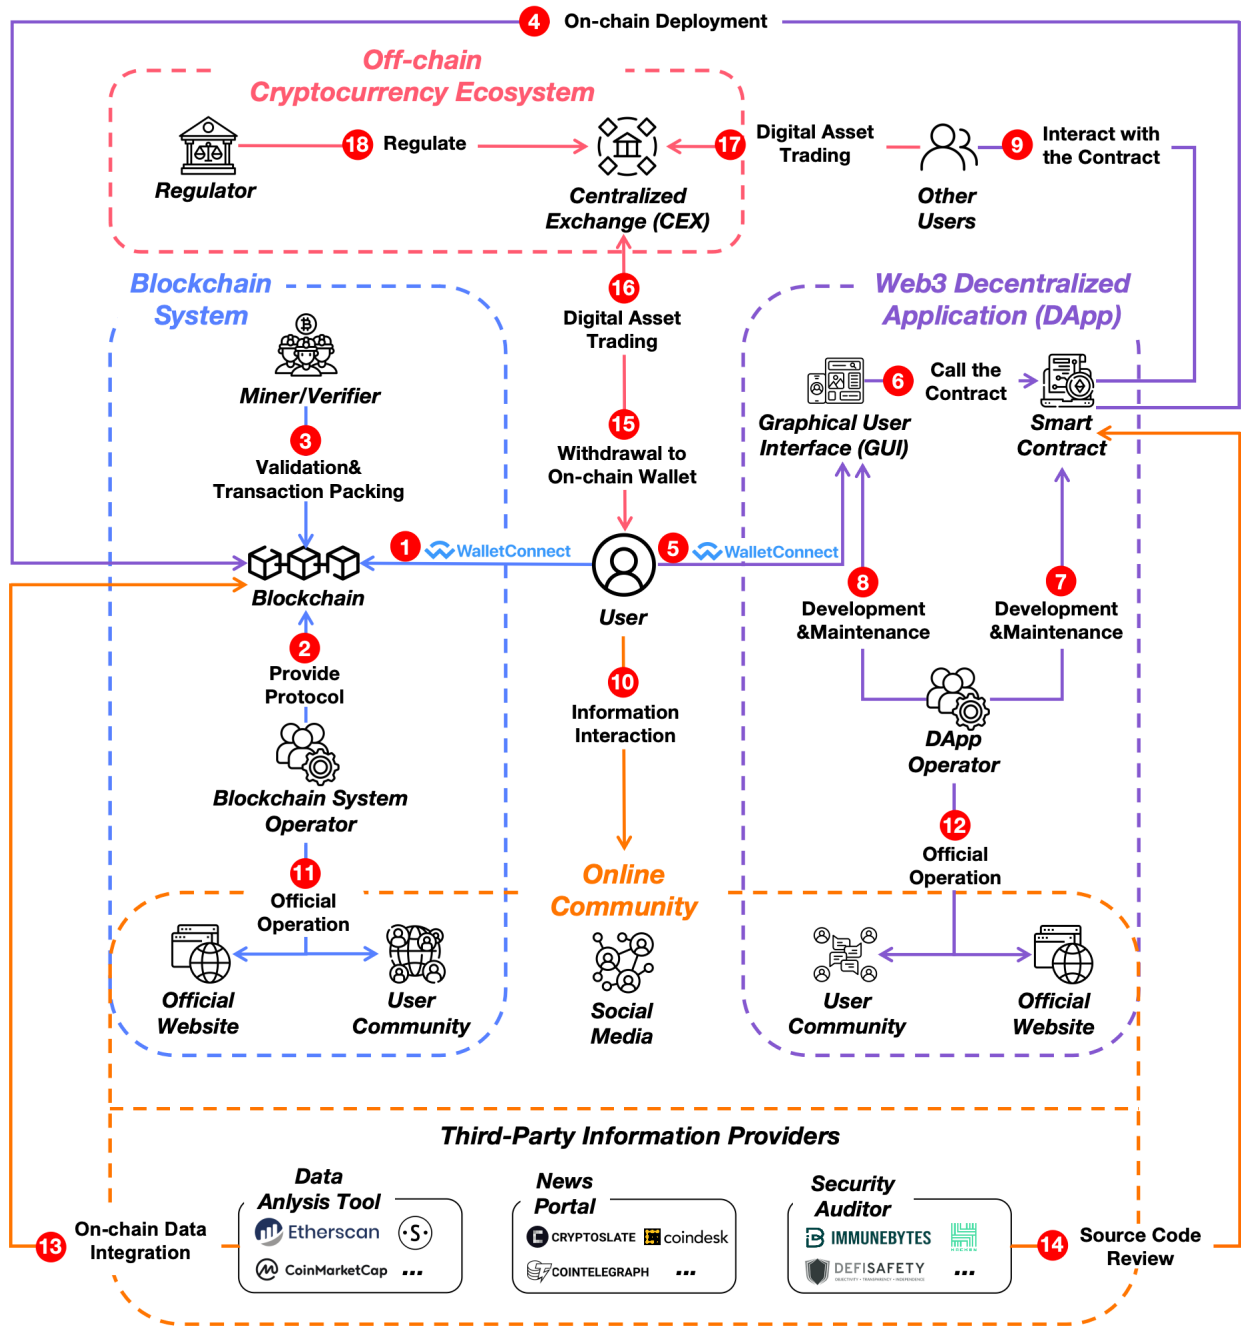 4 On-chain Deployment
Off-chain
Cryptocurrency Ecosystem
18 Regulate
Regulator
Centralized
Exchange (CEX)
17
Digital Asset
Trading
Other
Users
9
Interact with
the Contract
Blockchain
System
Miner/Verifier
3
Validation&
Transaction Packing
Blockchain
2
Provide
Protocol
Blockchain System
Operator
11
Official
Operation
Official
Website
User
Community
16
Digital Asset
Trading
15
Withdrawal to
On-chain Wallet
1 WalletConnect
User
5 WalletConnect
10
Information
Interaction
Online
Community
Social
Media
Web3 Decentralized
Application (DApp)
6
Call the
Contract
Graphical User
Interface (GUI)
Smart
Contract
8
Development
&Maintenance
7
Development
&Maintenance
DApp
Operator
12
Official
Operation
User
Community
Official
Website
Third-Party Information Providers
13
On-chain Data
Integration
Data
Anlysis Tool
Etherscan
·S·
CoinMarketCap ...
News
Portal
CRYPTOSLATE
coindesk
COINTELEGRAPH ...
Security
Auditor
IMMUNEBYTES
DEFISAFETY
OBJECTIVITY • TRANSPARENCY • INDEPENDENCE
...
14
Source Code
Review